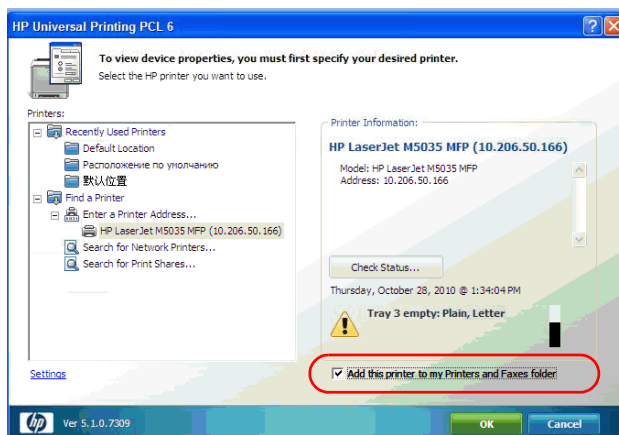 HP Universal Printing PCL 6
To view device properties, you must first specify your desired printer.
Select the HP printer you want to use.
Printers:
Recently Used Printers
Default Location
Расположение по умолчанию
默认位置
Find a Printer
Enter a Printer Address...
HP LaserJet M5035 MFP (10.206.50.166)
Search for Network Printers...
Search for Print Shares...
Settings
Printer Information:
HP LaserJet M5035 MFP (10.206.50.166)
Model: HP LaserJet M5035 MFP
Address: 10.206.50.166
Check Status...
Thursday, October 28, 2010 @ 1:34:04 PM
Tray 3 empty: Plain, Letter
Add this printer to my Printers and Faxes folder
hp
Ver 5.1.0.7309
OK
Cancel